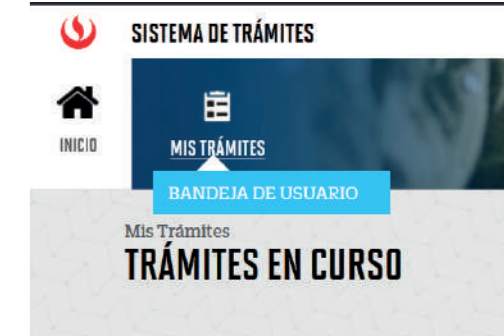 SISTEMA DE TRÁMITES
INICIO
MIS TRÁMITES
BANDEJA DE USUARIO
Mis Trámites
TRÁMITES EN CURSO